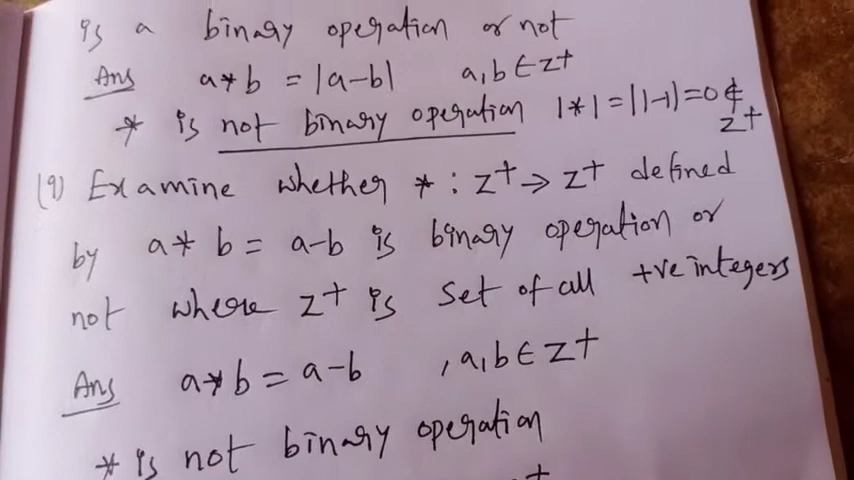 is a binary operation or not
Ans a*b = |a-b| a,b ∈ Z+
* is not binary operation 1*1 = |1-1| = 0 ∉ Z+
(9) Examine whether * : Z+ → Z+ defined
by a * b = a-b is binary operation or
not where Z+ is set of all +ve integers
Ans a*b = a-b , a,b ∈ Z+
* is not binary operation